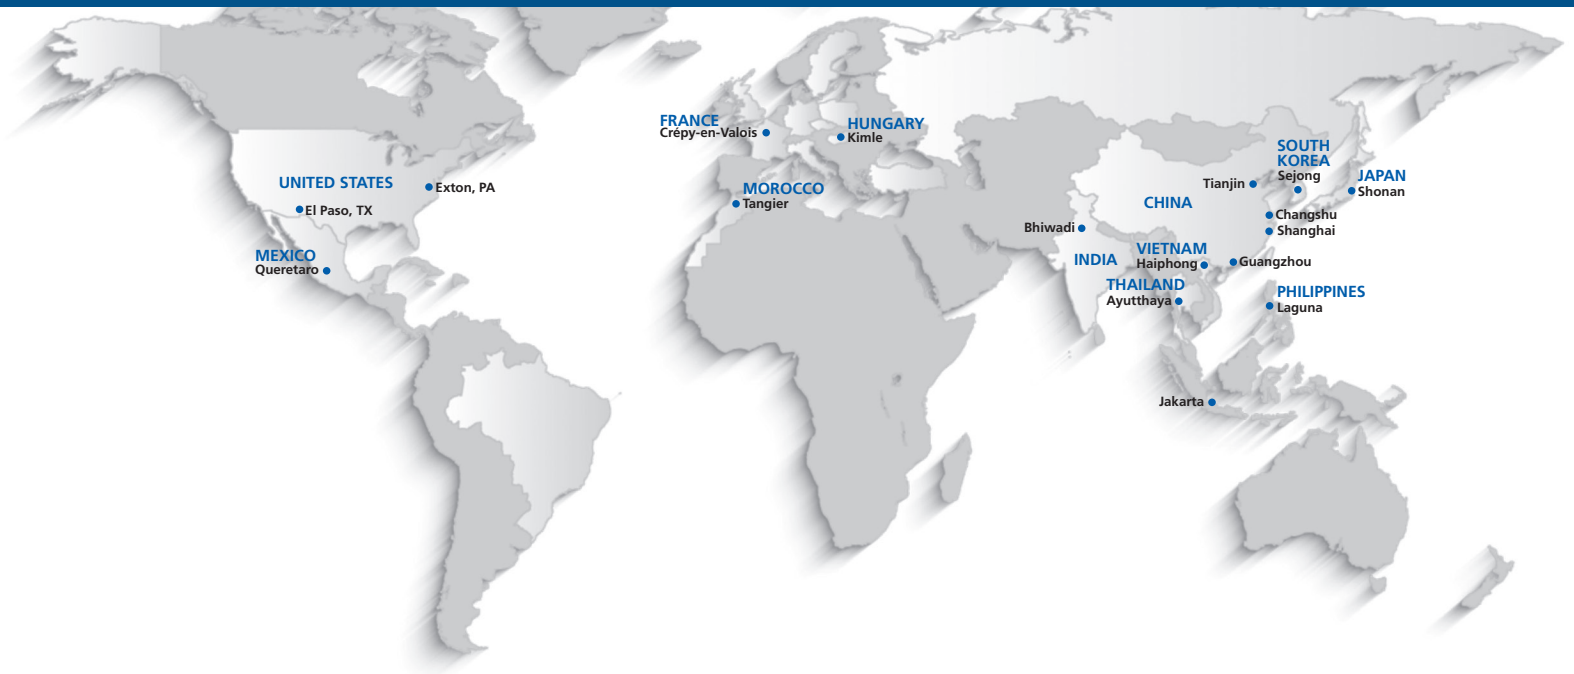 UNITED STATES
Exton, PA
El Paso, TX
MEXICO
Queretaro
FRANCE
Crépy-en-Valois
HUNGARY
Kimle
MOROCCO
Tangier
SOUTH
KOREA
Sejong
JAPAN
Shonan
Tianjin
CHINA
Changshu
Shanghai
Bhiwadi
INDIA
VIETNAM
Haiphong
Guangzhou
THAILAND
Ayutthaya
PHILIPPINES
Laguna
Jakarta